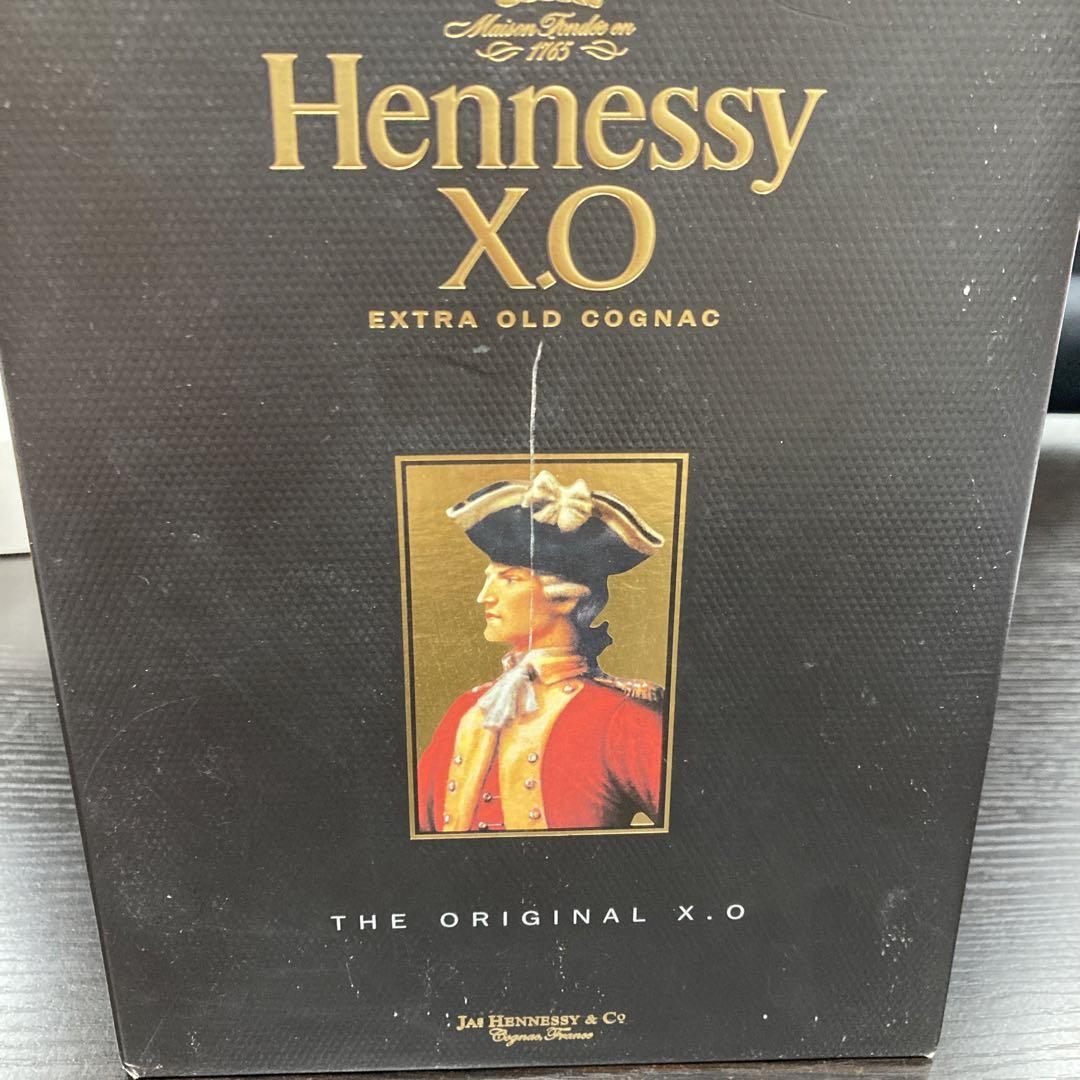 Maison Fondée en
1765
Hennessy
X.O
EXTRA OLD COGNAC
THE ORIGINAL X.O
JAS HENNESSY & Cº
Cognac, France